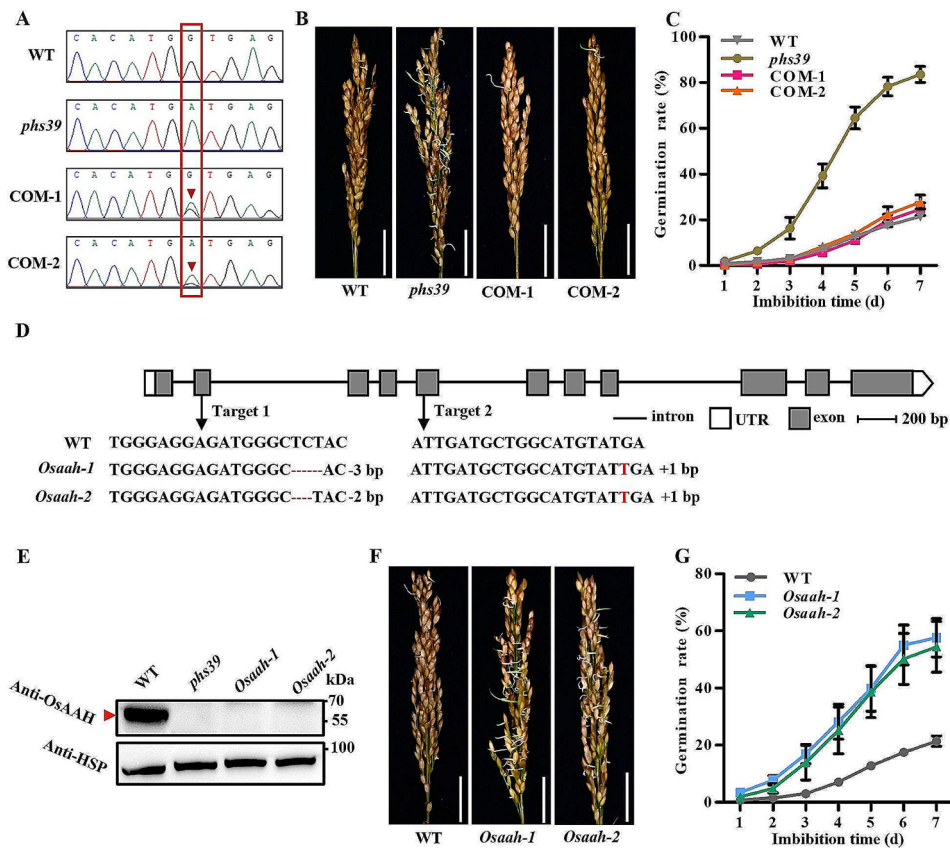 A
WT
C A C A T G G T G A G
phs39
C A C A T G A T G A G
COM-1
C A C A T G G T G A G
COM-2
C A C A T G A T G A G
B
WT
phs39
COM-1
COM-2
C
WT
phs39
COM-1
COM-2
Germination rate (%)
100
80
60
40
20
0
1 2 3 4 5 6 7
Imbibition time (d)
D
Target 1
Target 2
intron
UTR
exon
200 bp
WT TGGGAGGAGATGGGCTCTAC ATTGATGCTGGCATGTATGA
Osaah-1 TGGGAGGAGATGGGC------AC -3 bp ATTGATGCTGGCATGTATTGA +1 bp
Osaah-2 TGGGAGGAGATGGGC----TAC -2 bp ATTGATGCTGGCATGTATTGA +1 bp
E
WT
phs39
Osaah-1
Osaah-2
kDa
Anti-OsAAH
70
55
Anti-HSP
100
F
WT
Osaah-1
Osaah-2
G
WT
Osaah-1
Osaah-2
Germination rate (%)
80
60
40
20
0
1 2 3 4 5 6 7
Imbibition time (d)